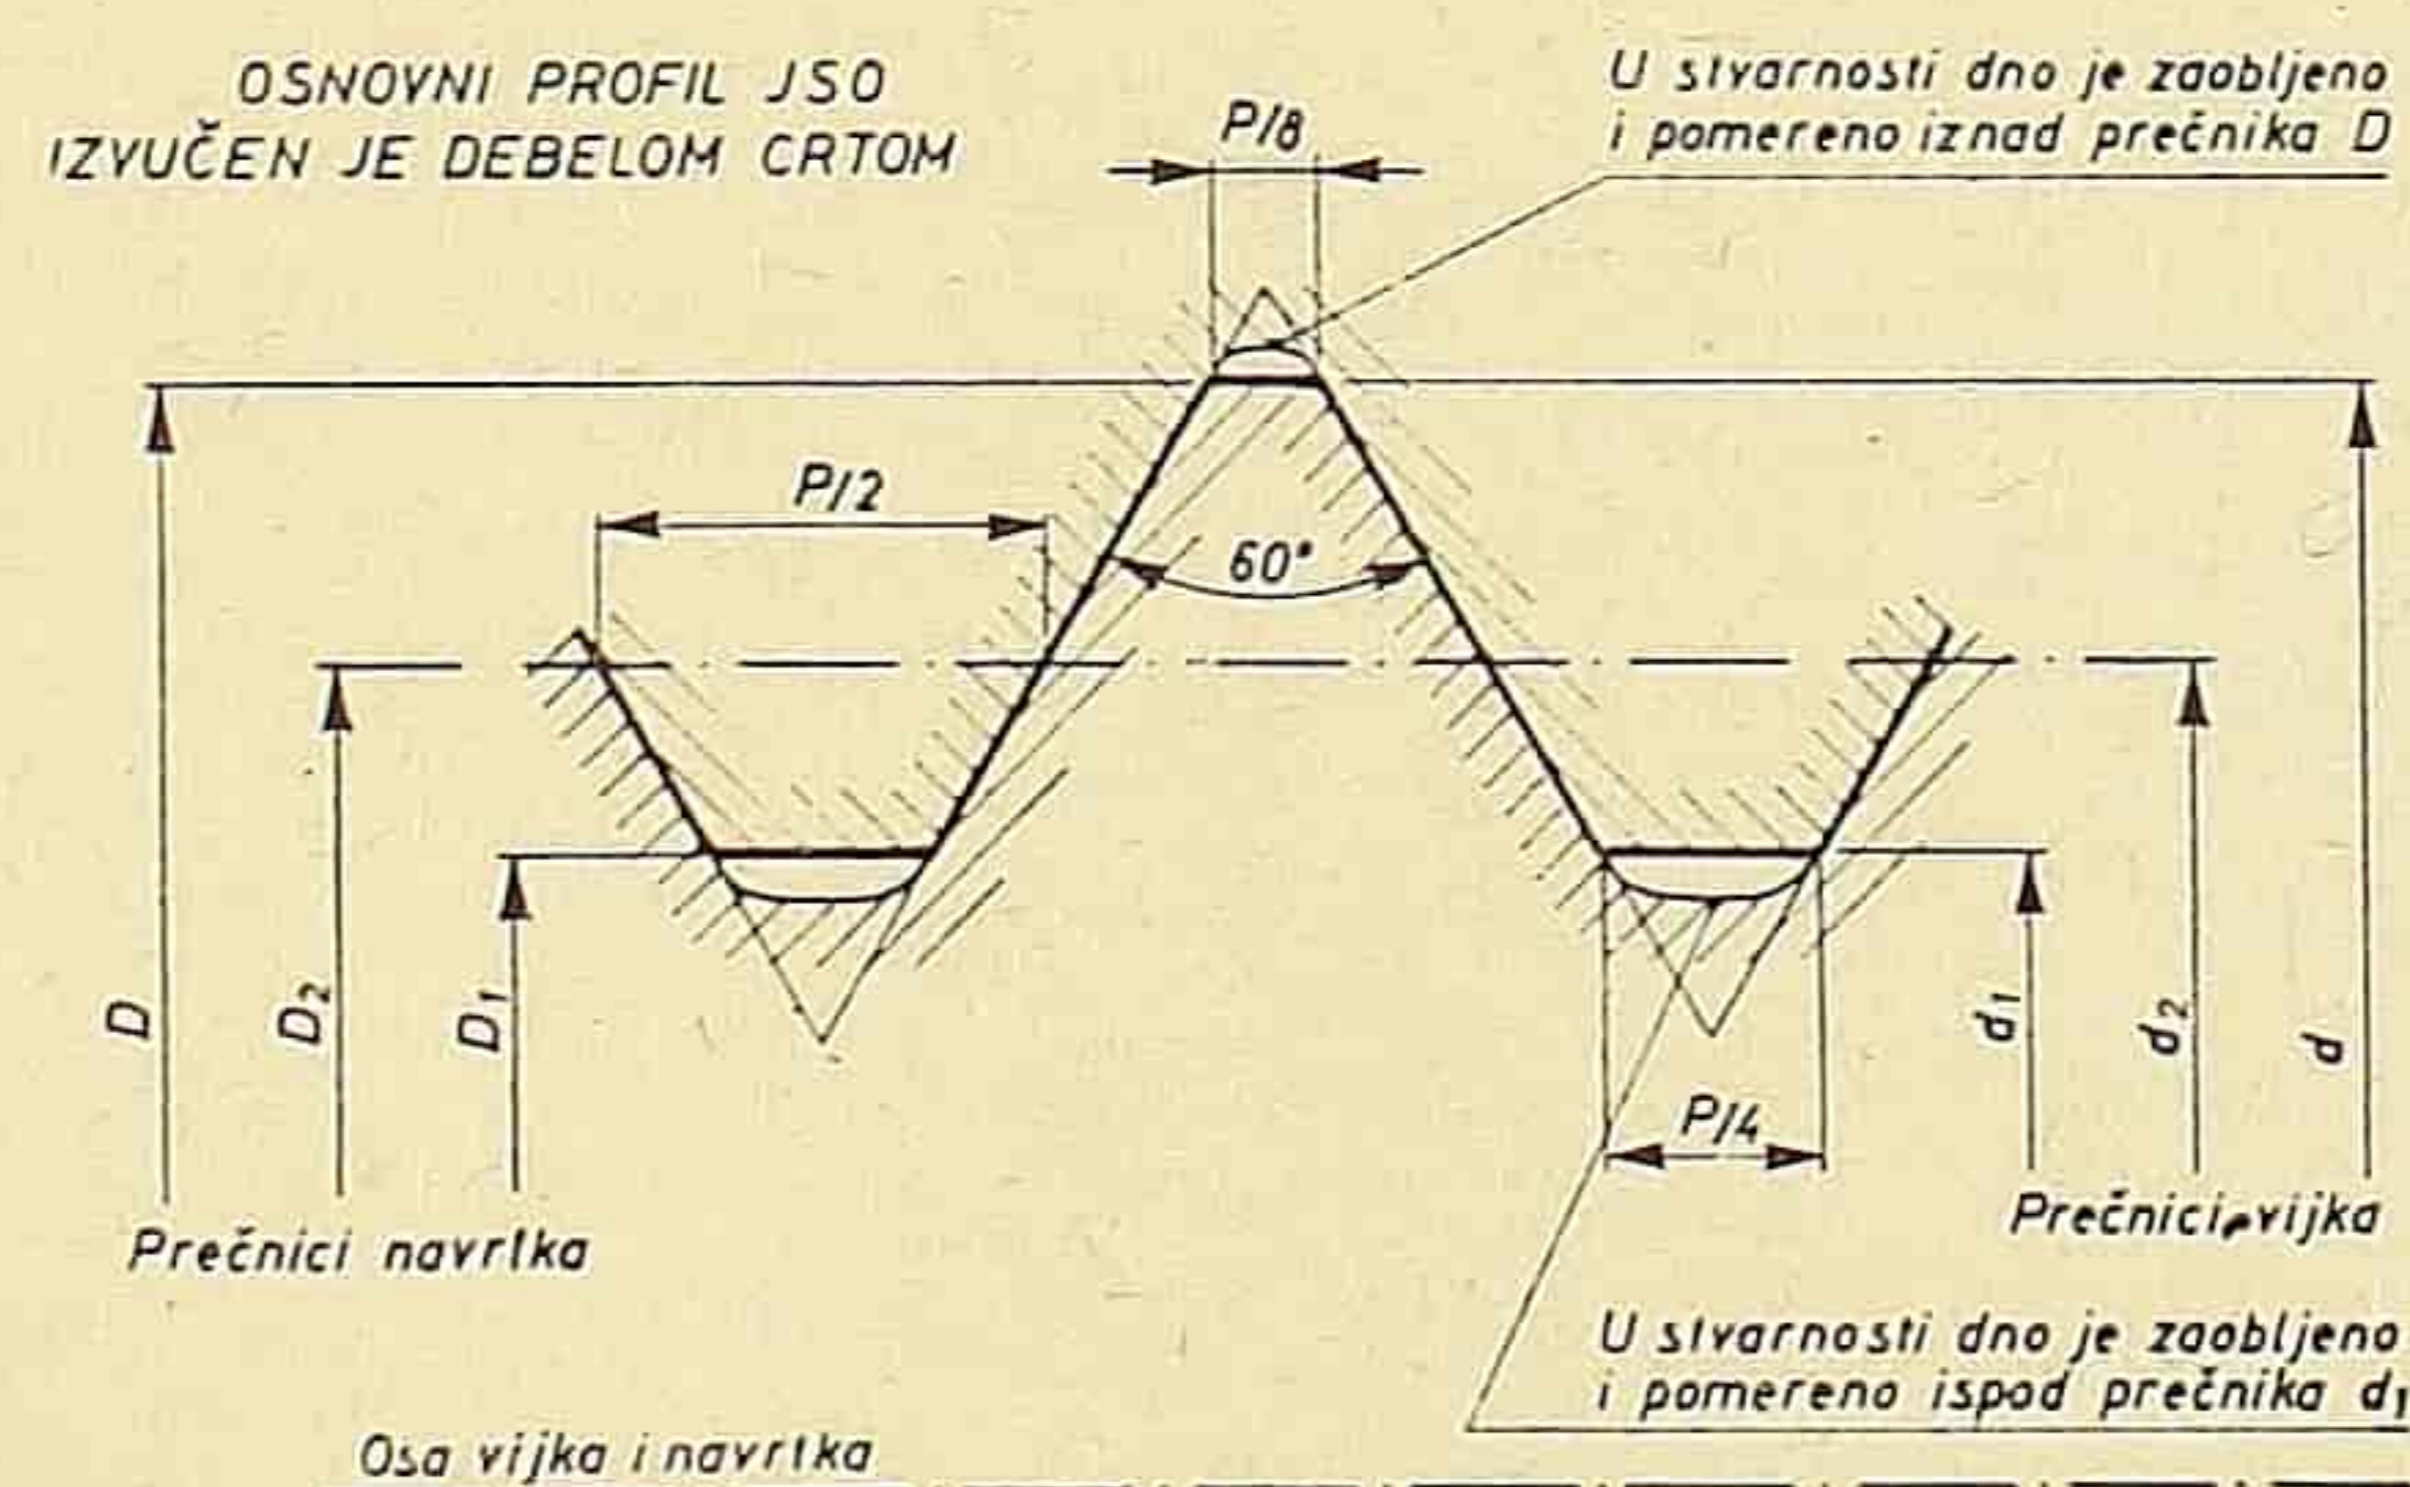 OSNOVNI PROFIL JSO
IZVUČEN JE DEBELOM CRTOM
U stvarnosti dno je zaobljeno
i pomereno iznad prečnika D
P/8
P/2
60°
D
D2
D1
d1
d2
d
P/4
Prečnici navrtka
Prečnici vijka
U stvarnosti dno je zaobljeno
i pomereno ispod prečnika d1
Osa vijka i navrtka